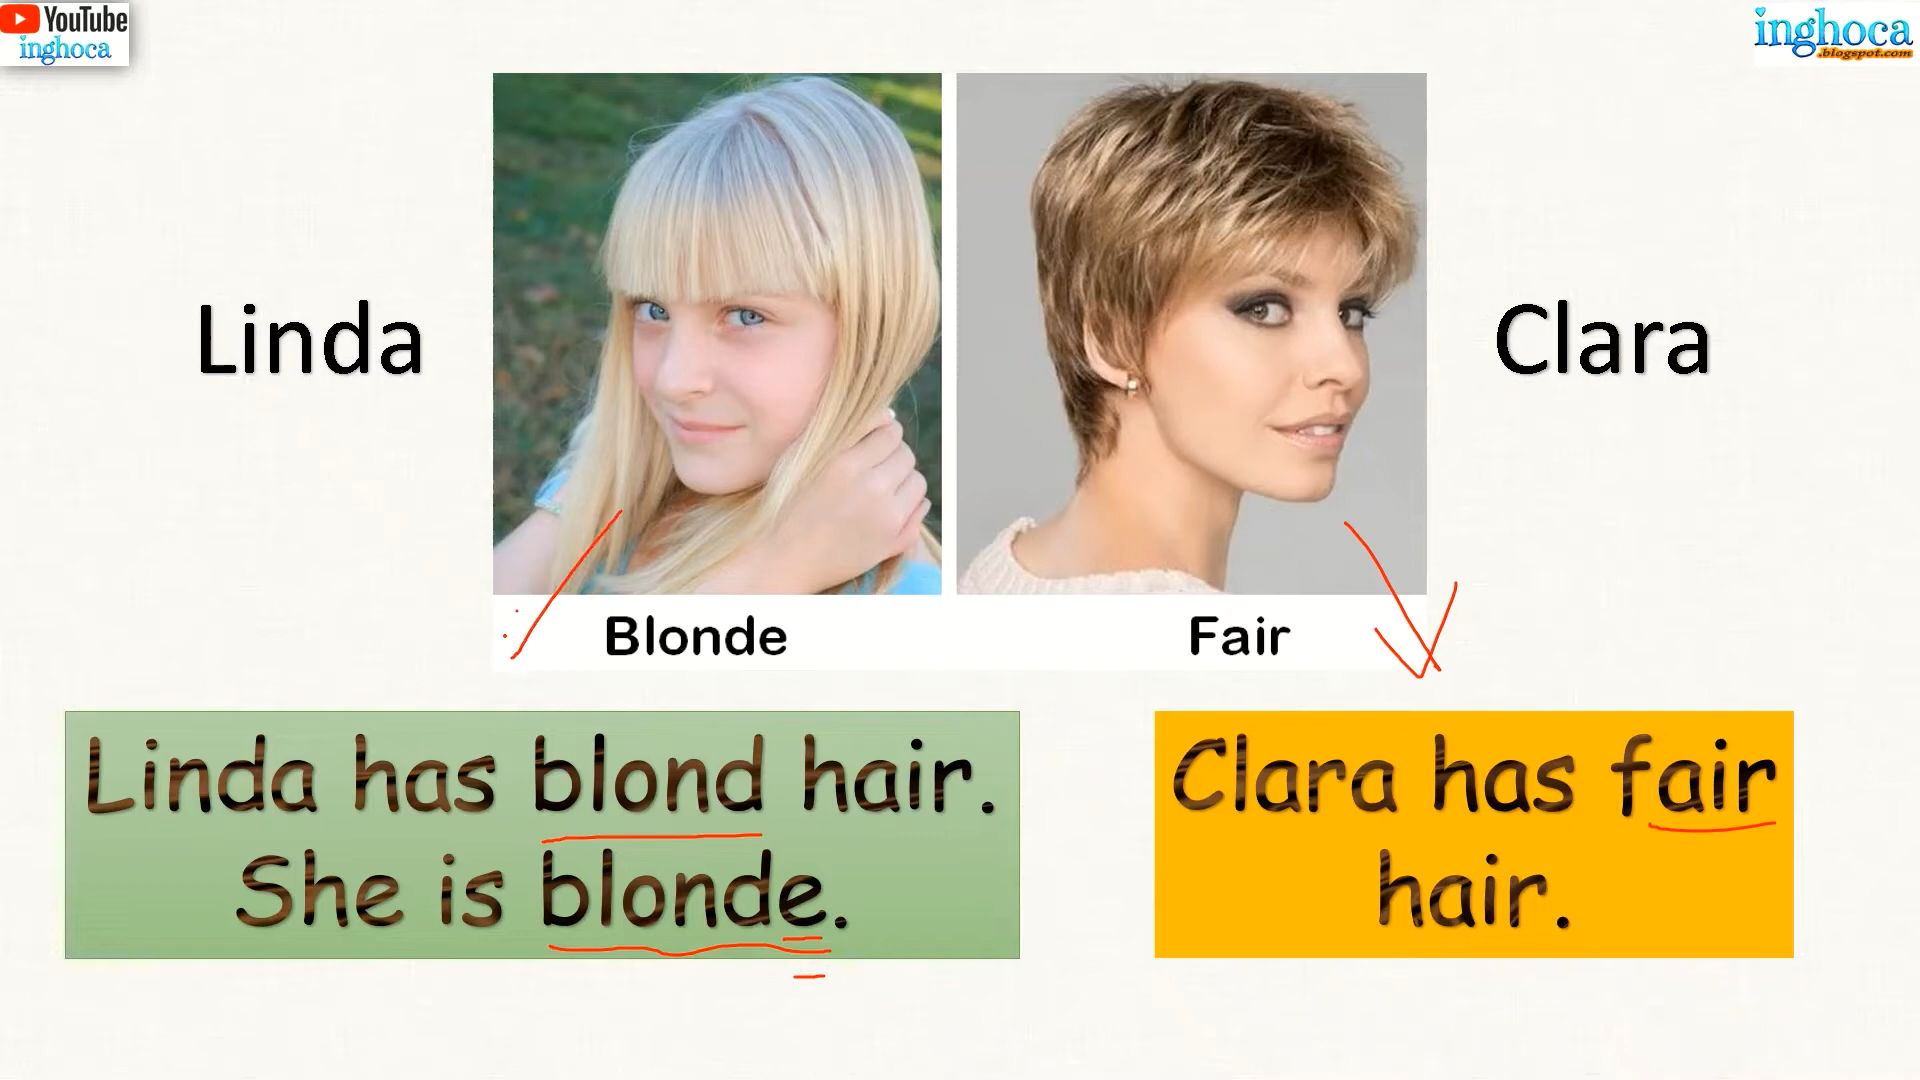 YouTube
inghoca
inghoca
.blogspot.com
Linda
Clara
Blonde
Fair
Linda has blond hair.
She is blonde.
Clara has fair
hair.